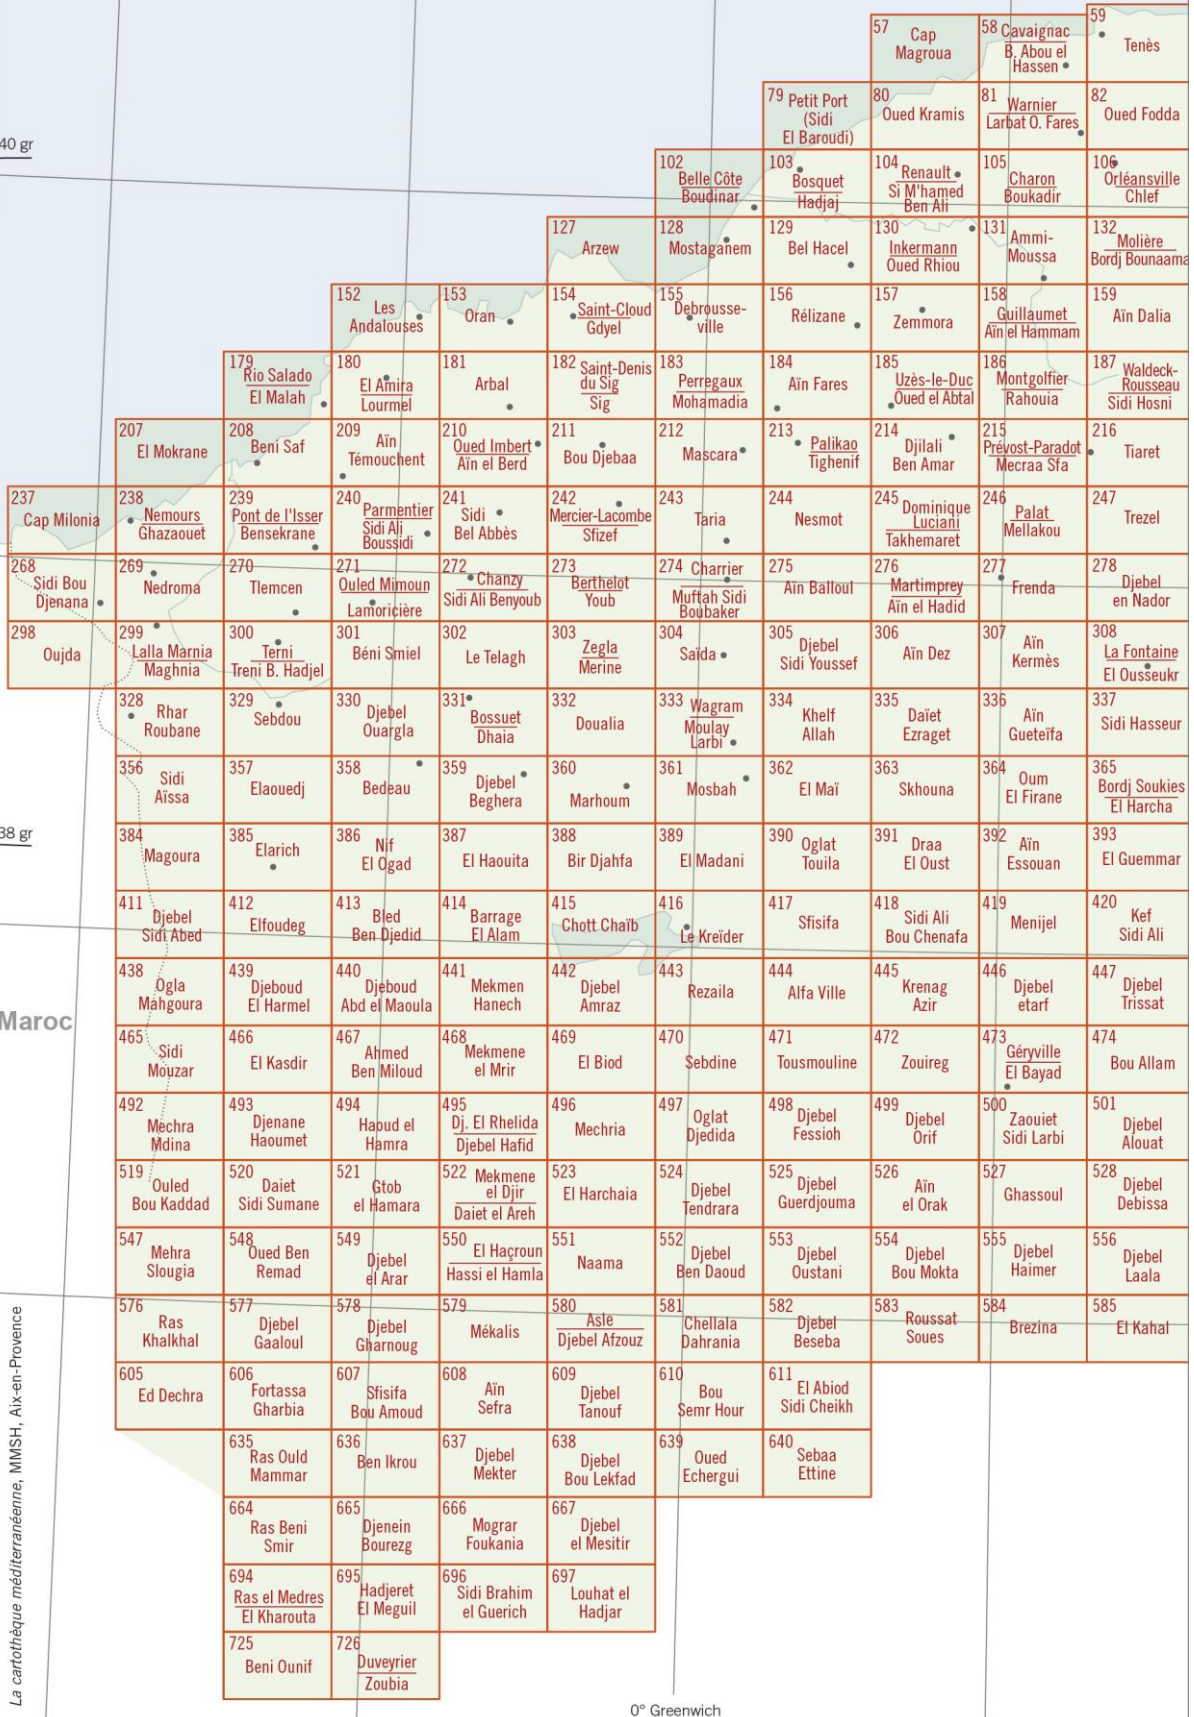 57 Cap
Magroua
58 Cavaignac
B. Abou el
Hassen
59
Tenès
79 Petit Port
(Sidi
El Baroudi)
80
Oued Kramis
81
Warnier
Larbat O. Fares
82
Oued Fodda
40 gr
102
Belle Côte
Boudinar
103
Bosquet
Hadjaj
104
Renault
Si M'hamed
Ben Ali
105
Charon
Boukadir
106
Orléansville
Chlef
127
Arzew
128
Mostaganem
129
Bel Hacel
130
Inkermann
Oued Rhiou
131
Ammi-
Moussa
132
Molière
Bordj Bounaama
152
Les
Andalouses
153
Oran
154
Saint-Cloud
Gdyel
155
Debrousse-
ville
156
Rélizane
157
Zemmora
158
Guillaumet
Aïn el Hammam
159
Aïn Dalia
179
Rio Salado
El Malah
180
El Amira
Lourmel
181
Arbal
182 Saint-Denis
du Sig
Sig
183
Perregaux
Mohamadia
184
Aïn Fares
185
Uzès-le-Duc
Oued el Abtal
186
Montgolfier
Rahouia
187 Waldeck-
Rousseau
Sidi Hosni
207
El Mokrane
208
Beni Saf
209
Aïn
Témouchent
210
Oued Imbert
Aïn el Berd
211
Bou Djebaa
212
Mascara
213
Palikao
Tighenif
214
Djilali
Ben Amar
215
Prévost-Paradot
Mecraa Sfa
216
Tiaret
237
Cap Milonia
238
Nemours
Ghazaouet
239
Pont de l'Isser
Bensekrane
240
Parmentier
Sidi Ali
Boussidi
241
Sidi
Bel Abbès
242
Mercier-Lacombe
Sfizef
243
Taria
244
Nesmot
245 Dominique
Luciani
Takhemaret
246
Palat
Mellakou
247
Trezel
268
Sidi Bou
Djenana
269
Nedroma
270
Tlemcen
271
Ouled Mimoun
Lamoricière
272
Chanzy
Sidi Ali Benyoub
273
Berthelot
Youb
274 Charrier
Muftah Sidi
Boubaker
275
Aïn Balloul
276
Martimprey
Aïn el Hadid
277
Frenda
278
Djebel
en Nador
298
Oujda
299
Lalla Marnia
Maghnia
300
Terni
Treni B. Hadjel
301
Béni Smiel
302
Le Telagh
303
Zegla
Merine
304
Saïda
305
Djebel
Sidi Youssef
306
Aïn Dez
307
Aïn
Kermès
308
La Fontaine
El Ousseukr
328
Rhar
Roubane
329
Sebdou
330
Djebel
Ouargla
331
Bossuet
Dhaia
332
Doualia
333 Wagram
Moulay
Larbi
334
Khelf
Allah
335
Daïet
Ezraget
336
Aïn
Gueteïfa
337
Sidi Hasseur
356
Sidi
Aïssa
357
Elaouedj
358
Bedeau
359
Djebel
Beghera
360
Marhoum
361
Mosbah
362
El Maï
363
Skhouna
364
Oum
El Firane
365
Bordj Soukies
El Harcha
38 gr
384
Magoura
385
Elarich
386
Nif
El Ogad
387
El Haouita
388
Bir Djahfa
389
El Madani
390
Oglat
Touila
391
Draa
El Oust
392
Aïn
Essouan
393
El Guemmar
411
Djebel
Sidi Abed
412
Elfoudeg
413
Bled
Ben Djedid
414
Barrage
El Alam
415
Chott Chaïb
416
Le Kreïder
417
Sfisifa
418
Sidi Ali
Bou Chenafa
419
Menijel
420
Kef
Sidi Ali
438
Ogla
Mahgoura
439
Djeboud
El Harmel
440
Djeboud
Abd el Maoula
441
Mekmen
Hanech
442
Djebel
Amraz
443
Rezaila
444
Alfa Ville
445
Krenag
Azir
446
Djebel
etarf
447
Djebel
Trissat
Maroc
465
Sidi
Mouzar
466
El Kasdir
467
Ahmed
Ben Miloud
468
Mekmene
el Mrir
469
El Biod
470
Sebdine
471
Tousmouline
472
Zouireg
473
Géryville
El Bayad
474
Bou Allam
492
Mechra
Mdina
493
Djenane
Haoumet
494
Haoud el
Hamra
495
Dj. El Rhelida
Djebel Hafid
496
Mechria
497
Oglat
Djedida
498
Djebel
Fessioh
499
Djebel
Orif
500
Zaouiet
Sidi Larbi
501
Djebel
Alouat
519
Ouled
Bou Kaddad
520
Daiet
Sidi Sumane
521
Gtob
el Hamara
522 Mekmene
el Djir
Daiet el Areh
523
El Harchaia
524
Djebel
Tendrara
525
Djebel
Guerdjouma
526
Aïn
el Orak
527
Ghassoul
528
Djebel
Debissa
547
Mehra
Slougia
548
Oued Ben
Remad
549
Djebel
el Arar
550
El Haçroun
Hassi el Hamla
551
Naama
552
Djebel
Ben Daoud
553
Djebel
Oustani
554
Djebel
Bou Mokta
555
Djebel
Haimer
556
Djebel
Laala
576
Ras
Khalkhal
577
Djebel
Gaaloul
578
Djebel
Gharnoug
579
Mékalis
580
Asle
Djebel Afzouz
581
Chellala
Dahrania
582
Djebel
Beseba
583
Roussat
Soues
584
Brezina
585
El Kahal
605
Ed Dechra
606
Fortassa
Gharbia
607
Sfisifa
Bou Amoud
608
Aïn
Sefra
609
Djebel
Tanouf
610
Bou
Semr Hour
611
El Abiod
Sidi Cheikh
635
Ras Ould
Mammar
636
Ben Ikrou
637
Djebel
Mekter
638
Djebel
Bou Lekfad
639
Oued
Echergui
640
Sebaa
Ettine
664
Ras Beni
Smir
665
Djenein
Bourezg
666
Mograr
Foukania
667
Djebel
el Mesitir
694
Ras el Medres
El Kharouta
695
Hadjeret
El Meguil
696
Sidi Brahim
el Guerich
697
Louhat el
Hadjar
725
Beni Ounif
726
Duveyrier
Zoubia
0° Greenwich
La cartothèque méditerranéenne, MMSH, Aix-en-Provence